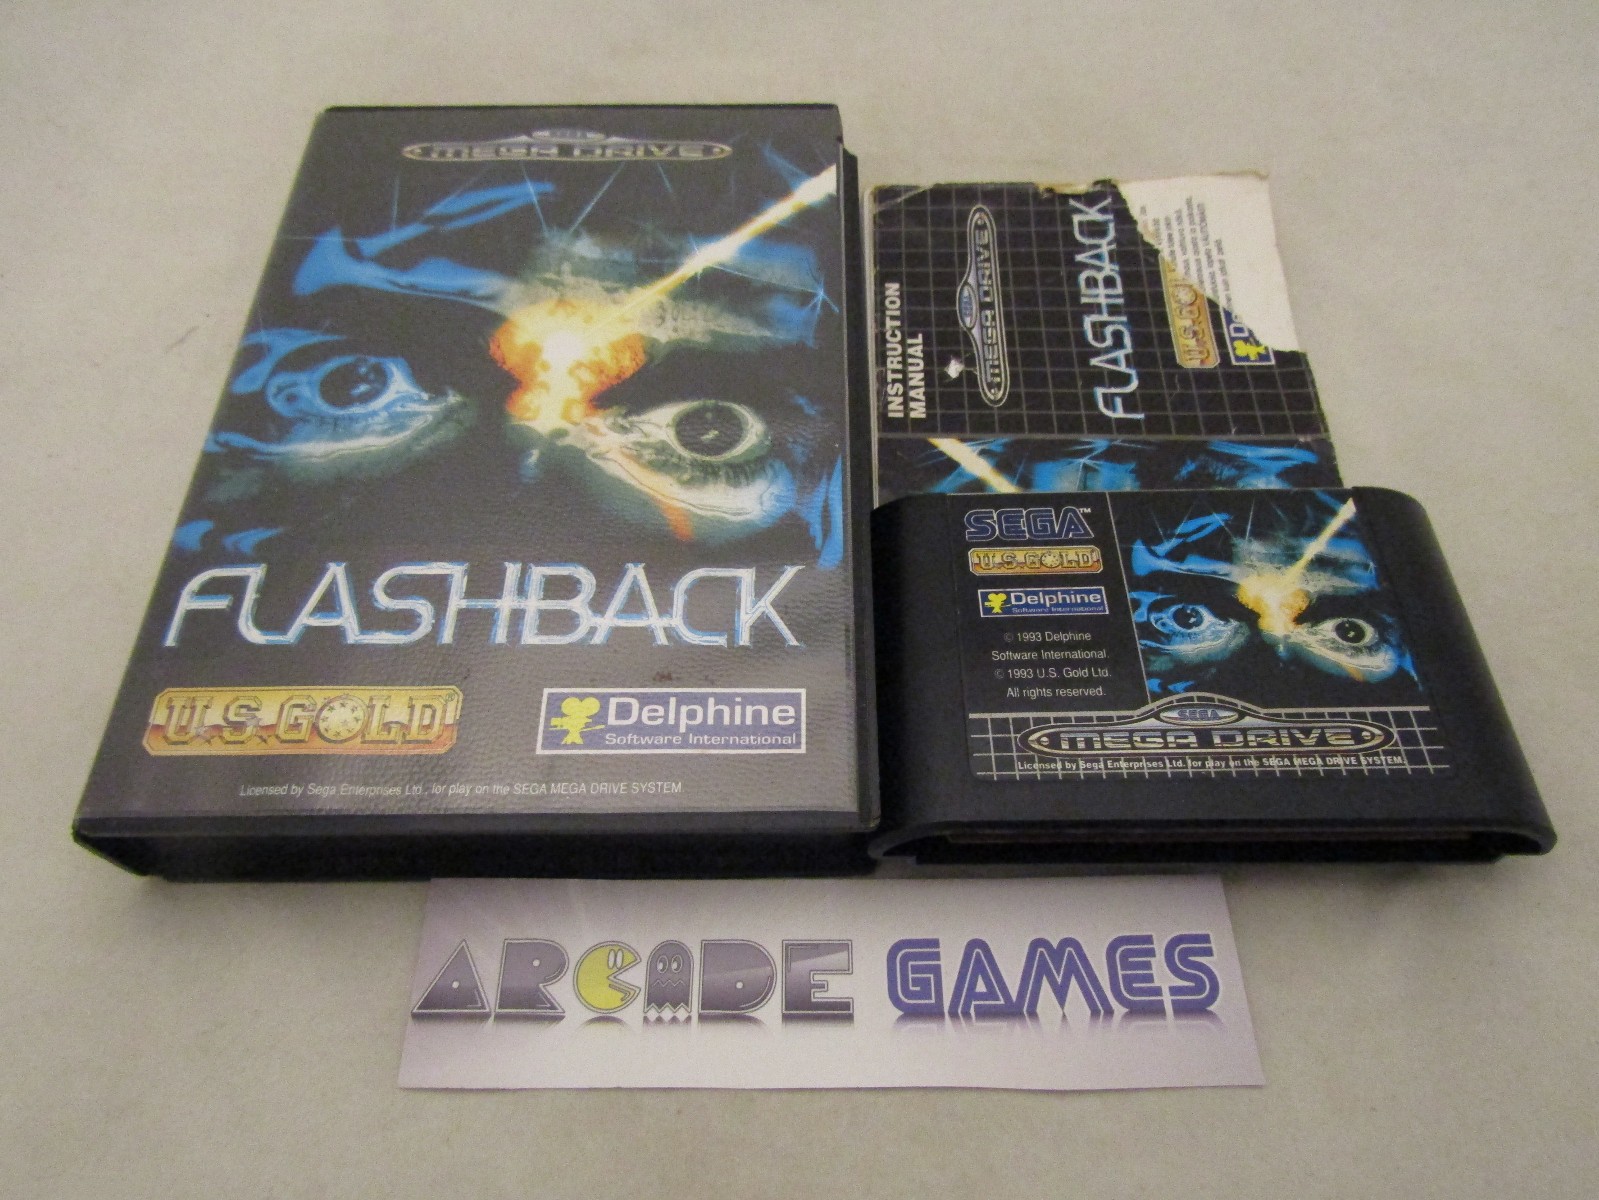 SEGA
MEGA DRIVE
FLASHBACK
U.S. GOLD
Delphine
Software International
Licensed by Sega Enterprises Ltd., for play on the SEGA MEGA DRIVE SYSTEM.
INSTRUCTION
MANUAL
SEGA
MEGA DRIVE
FLASHBACK
U.S. GOLD
SEGA™
U.S. GOLD
Delphine
Software International
© 1993 Delphine
Software International.
© 1993 U.S. Gold Ltd.
All rights reserved.
SEGA
MEGA DRIVE
Licensed by Sega Enterprises Ltd. for play on the SEGA MEGA DRIVE SYSTEM.
ARCADE GAMES